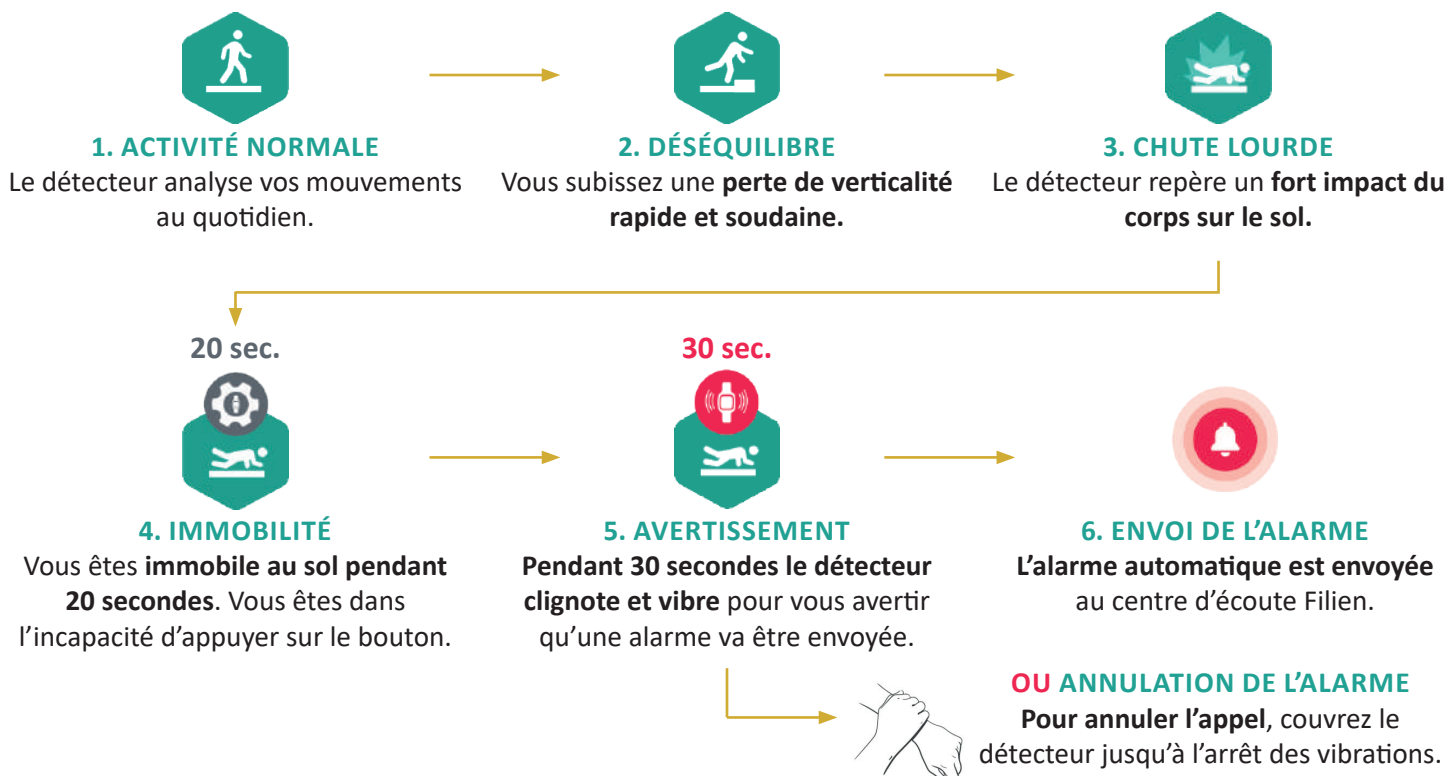 1. ACTIVITÉ NORMALE
Le détecteur analyse vos mouvements
au quotidien.
2. DÉSÉQUILIBRE
Vous subissez une perte de verticalité
rapide et soudaine.
3. CHUTE LOURDE
Le détecteur repère un fort impact du
corps sur le sol.
20 sec.
4. IMMOBILITÉ
Vous êtes immobile au sol pendant
20 secondes. Vous êtes dans
l'incapacité d'appuyer sur le bouton.
30 sec.
5. AVERTISSEMENT
Pendant 30 secondes le détecteur
clignote et vibre pour vous avertir
qu'une alarme va être envoyée.
6. ENVOI DE L'ALARME
L'alarme automatique est envoyée
au centre d'écoute Filien.
OU ANNULATION DE L'ALARME
Pour annuler l'appel, couvrez le
détecteur jusqu'à l'arrêt des vibrations.